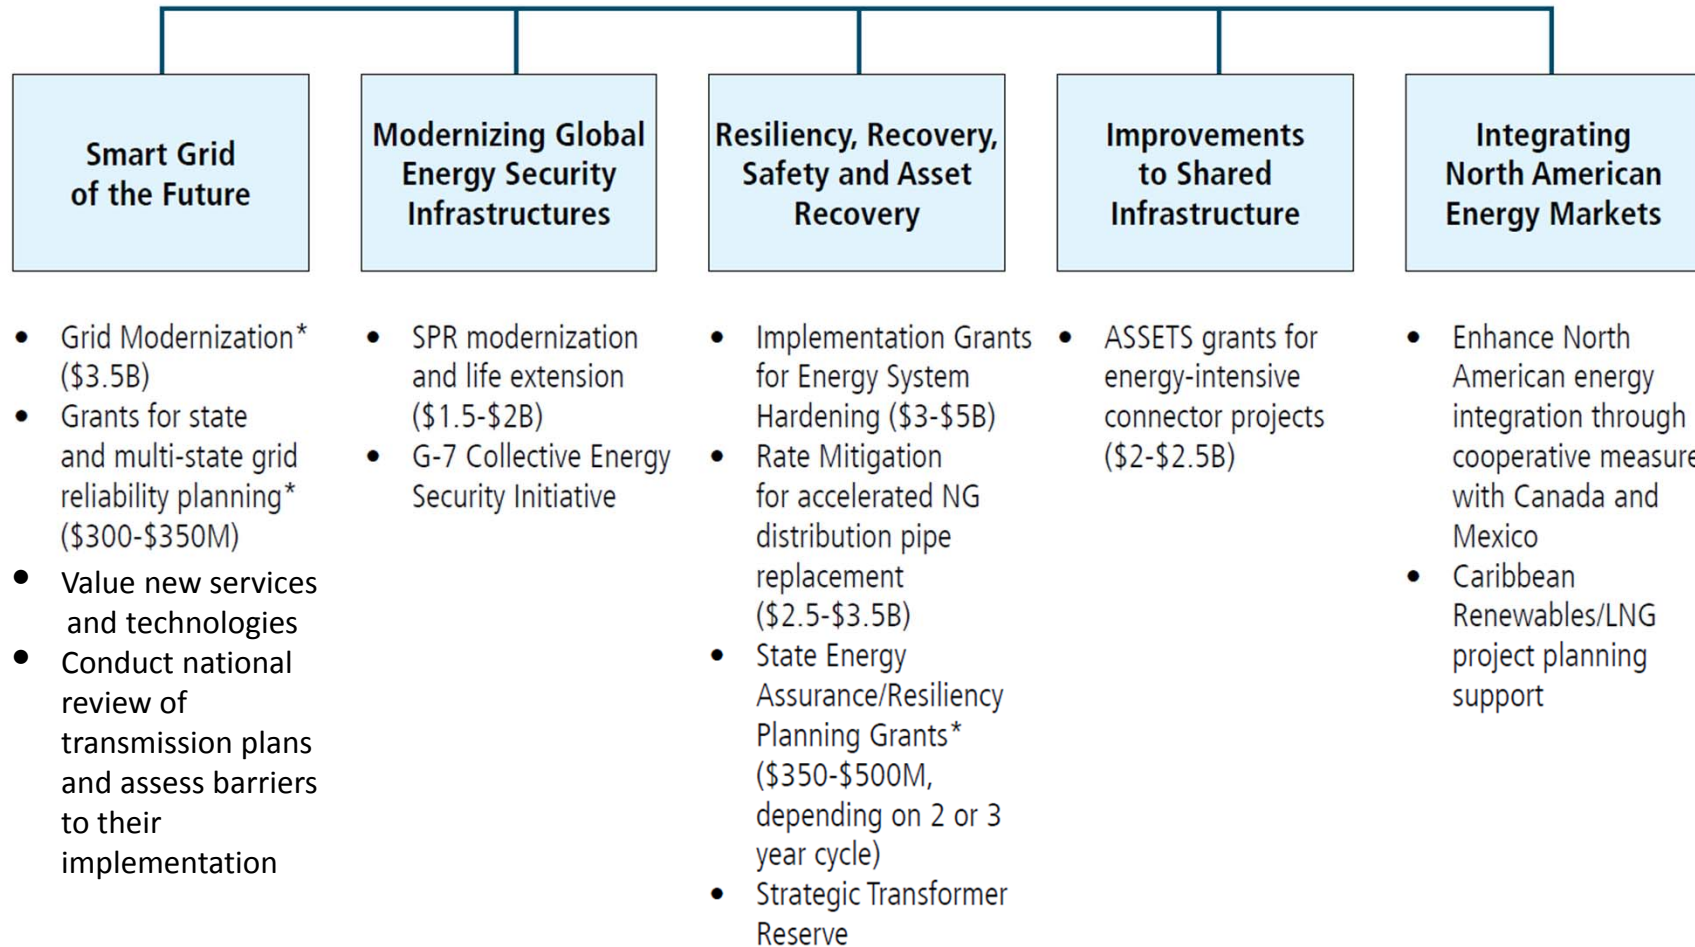 Smart Grid
of the Future
Modernizing Global
Energy Security
Infrastructures
Resiliency, Recovery,
Safety and Asset
Recovery
Improvements
to Shared
Infrastructure
Integrating
North American
Energy Markets
• Grid Modernization*
($3.5B)
• Grants for state
and multi-state grid
reliability planning*
($300-$350M)
• Value new services
and technologies
• Conduct national
review of
transmission plans
and assess barriers
to their
implementation
• SPR modernization
and life extension
($1.5-$2B)
• G-7 Collective Energy
Security Initiative
• Implementation Grants
for Energy System
Hardening ($3-$5B)
• Rate Mitigation
for accelerated NG
distribution pipe
replacement
($2.5-$3.5B)
• State Energy
Assurance/Resiliency
Planning Grants*
($350-$500M,
depending on 2 or 3
year cycle)
• Strategic Transformer
Reserve
• ASSETS grants for
energy-intensive
connector projects
($2-$2.5B)
• Enhance North
American energy
integration through
cooperative measure
with Canada and
Mexico
• Caribbean
Renewables/LNG
project planning
support